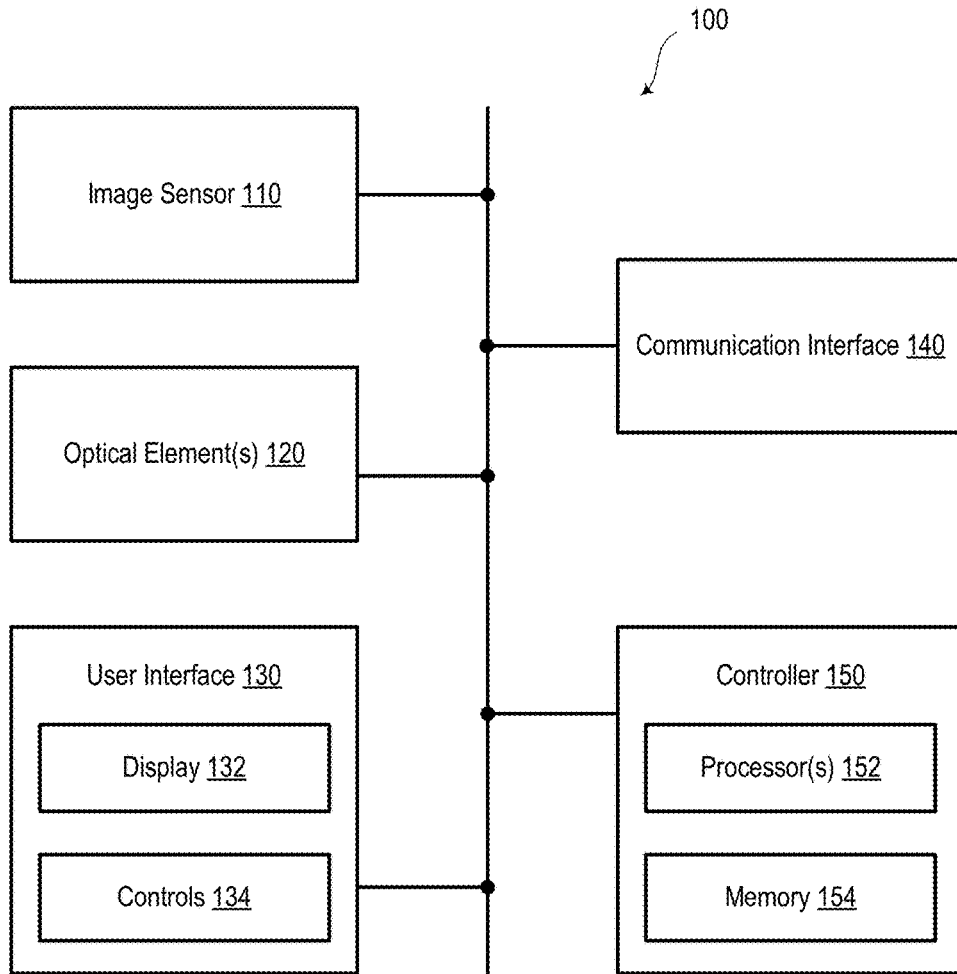 100
Image Sensor 110
Communication Interface 140
Optical Element(s) 120
User Interface 130
Display 132
Controls 134
Controller 150
Processor(s) 152
Memory 154